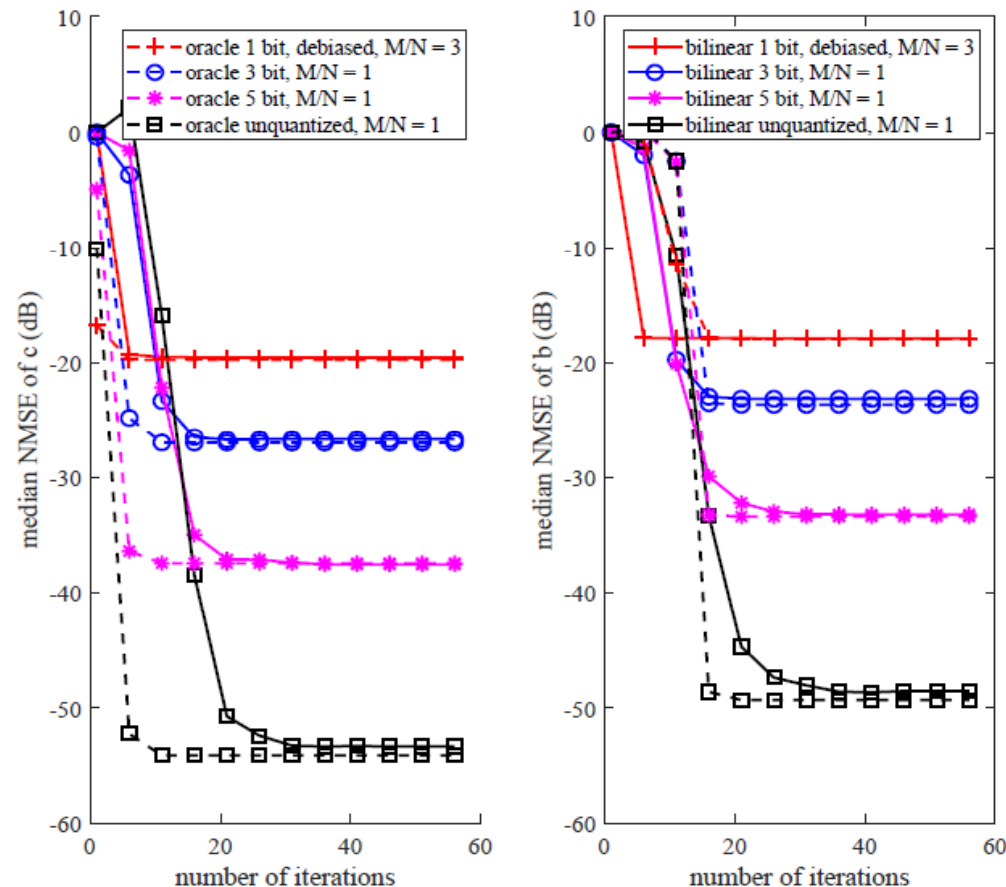 10
0
-10
-20
-30
-40
-50
-60
0
20
40
60
median NMSE of c (dB)
number of iterations
oracle 1 bit, debiased, M/N = 3
oracle 3 bit, M/N = 1
oracle 5 bit, M/N = 1
oracle unquantized, M/N = 1
10
0
-10
-20
-30
-40
-50
-60
0
20
40
60
median NMSE of b (dB)
number of iterations
bilinear 1 bit, debiased, M/N = 3
bilinear 3 bit, M/N = 1
bilinear 5 bit, M/N = 1
bilinear unquantized, M/N = 1